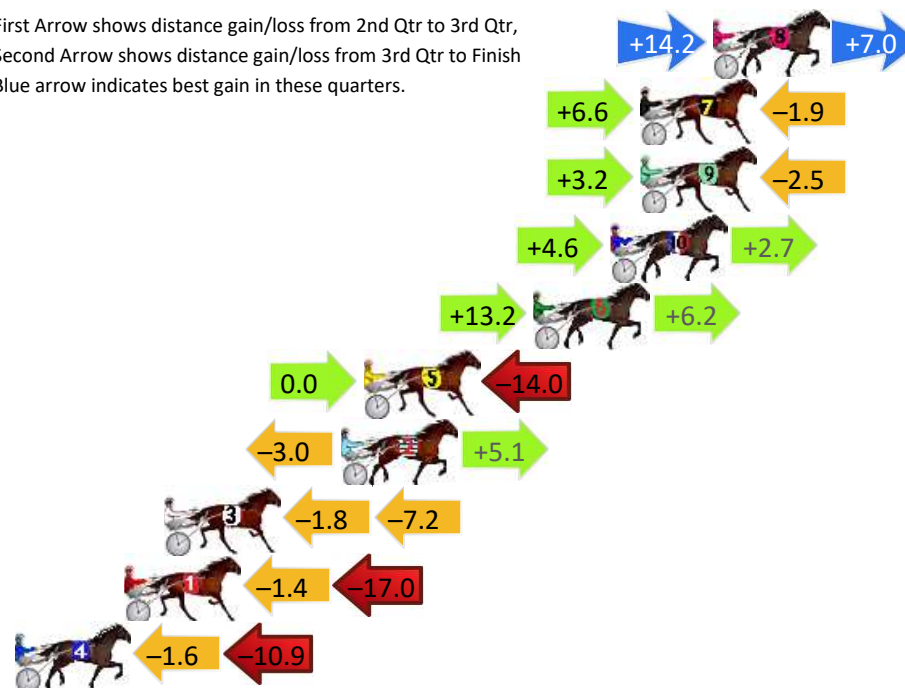 First Arrow shows distance gain/loss from 2nd Qtr to 3rd Qtr,
Second Arrow shows distance gain/loss from 3rd Qtr to Finish
Blue arrow indicates best gain in these quarters.
+14.2 8 +7.0
+6.6 7 –1.9
+3.2 9 –2.5
+4.6 10 +2.7
+13.2 6 +6.2
0.0 5 –14.0
–3.0 2 +5.1
3 –1.8 –7.2
1 –1.4 –17.0
4 –1.6 –10.9